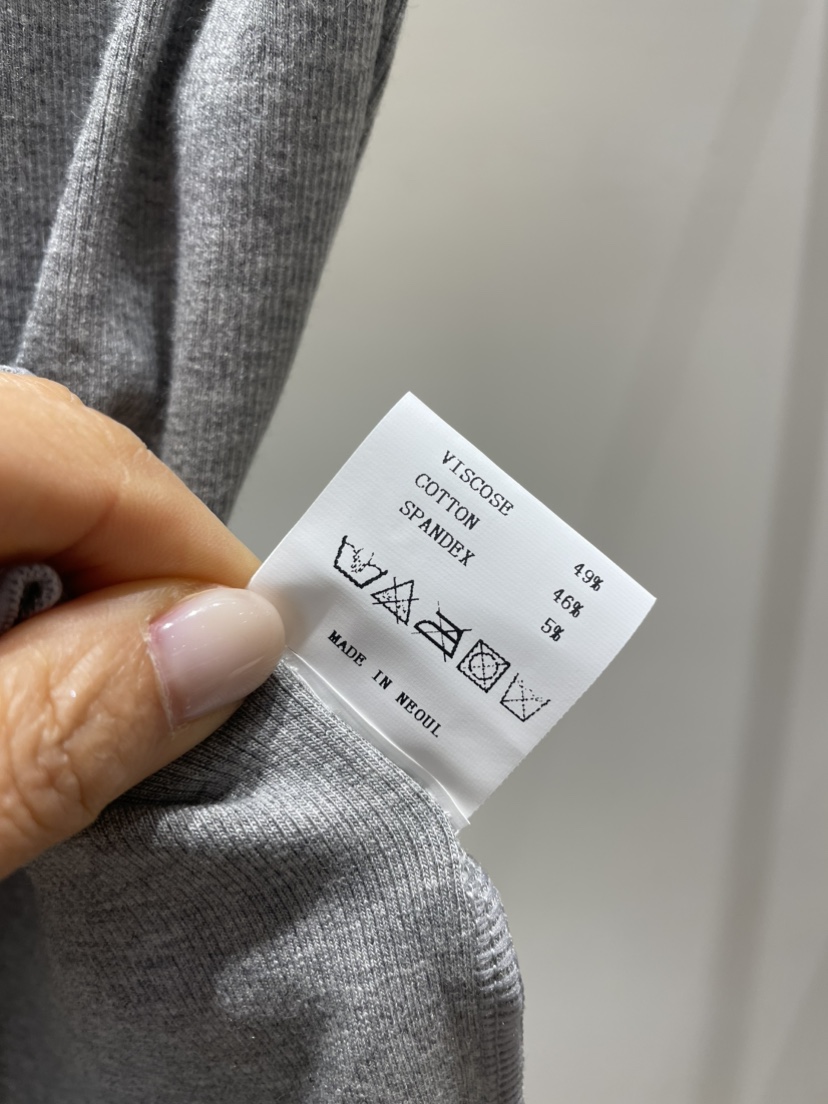 VISCOSE 49%
COTTON 46%
SPANDEX 5%
MADE IN NEOUL